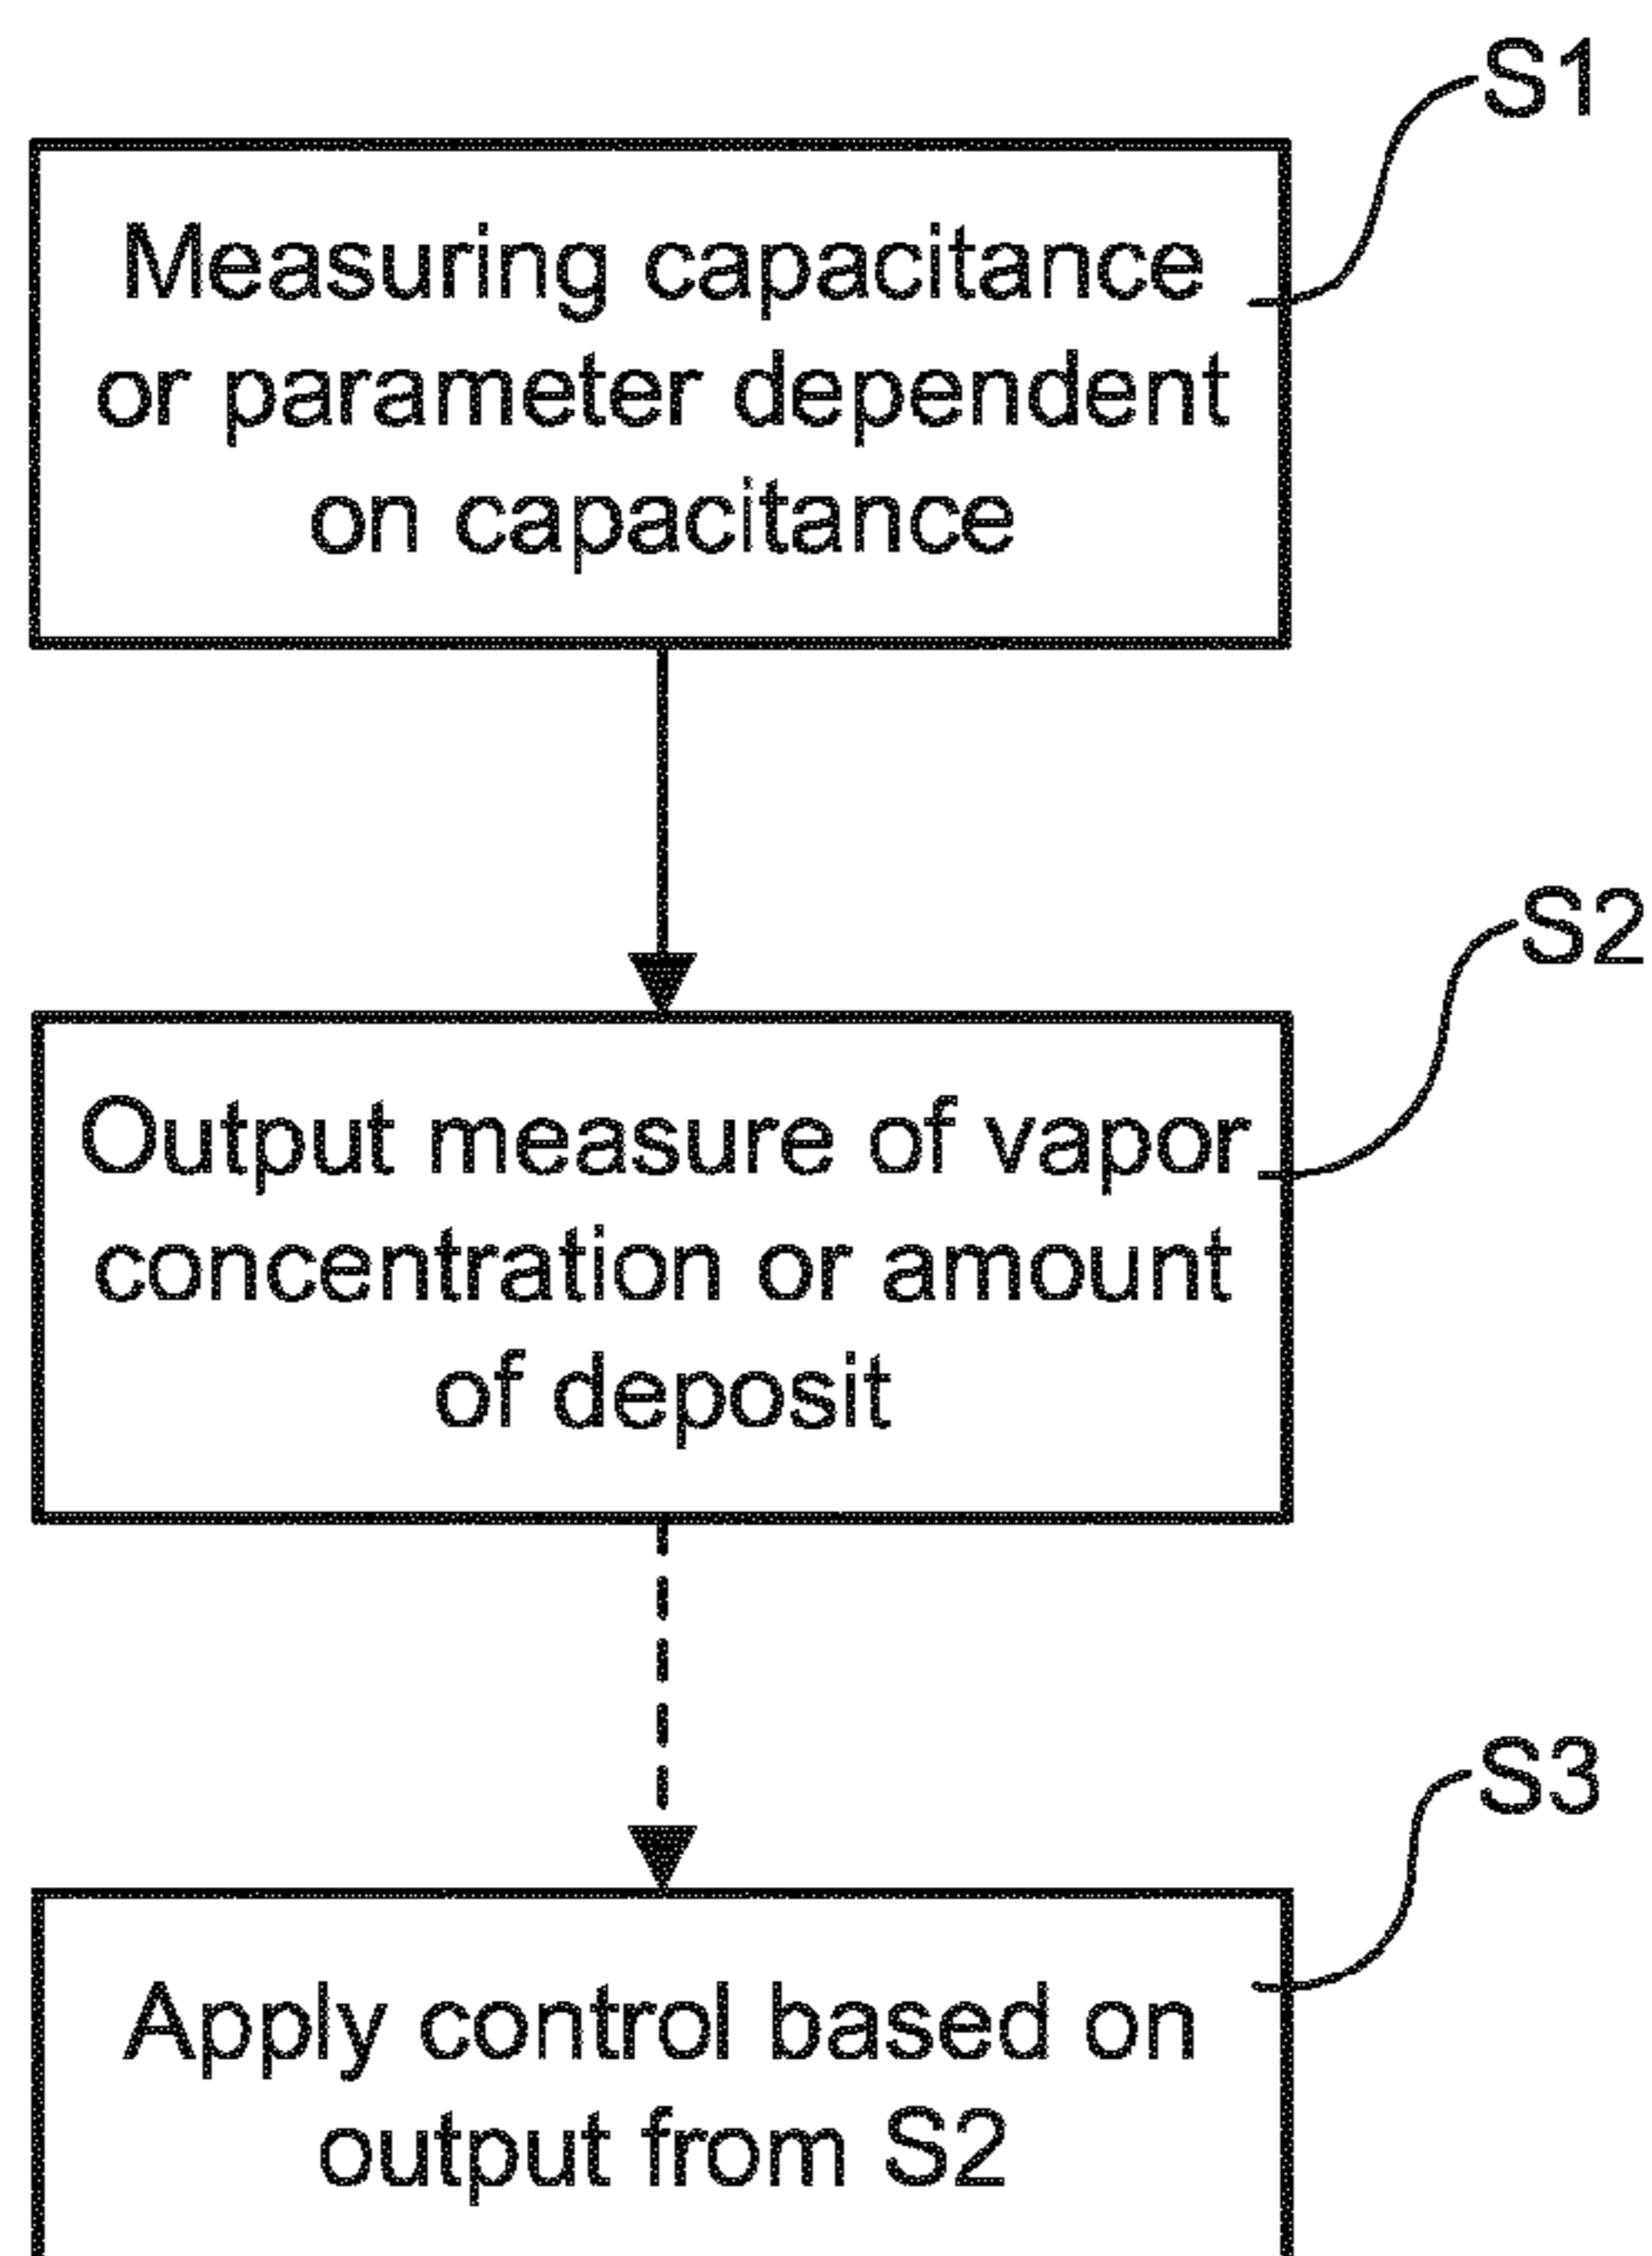 S1
Measuring capacitance
or parameter dependent
on capacitance
S2
Output measure of vapor
concentration or amount
of deposit
S3
Apply control based on
output from S2